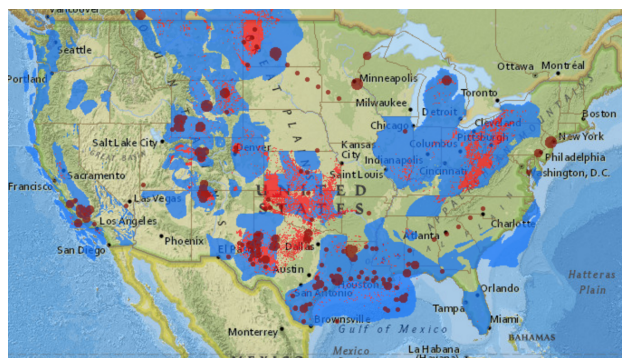 Vancouver
Seattle
Portland
Ottawa
Montréal
Minneapolis
Toronto
Milwaukee
Boston
Detroit
Chicago
Cleveland
Salt Lake City
Pittsburgh
New York
Denver
Kansas
City
Columbus
Indianapolis
Philadelphia
Sacramento
Saint Louis
Cincinnati
Washington, D.C.
Francisco
UNITED
STATES
Las Vegas
Los Angeles
Charlotte
Atlanta
Phoenix
San Diego
El Paso
Dallas
Hatteras
Plain
Austin
Houston
San Antonio
Orlando
Tampa
Brownsville
Gulf of Mexico
Miami
Monterrey
BAHAMAS
Mexico
La Habana